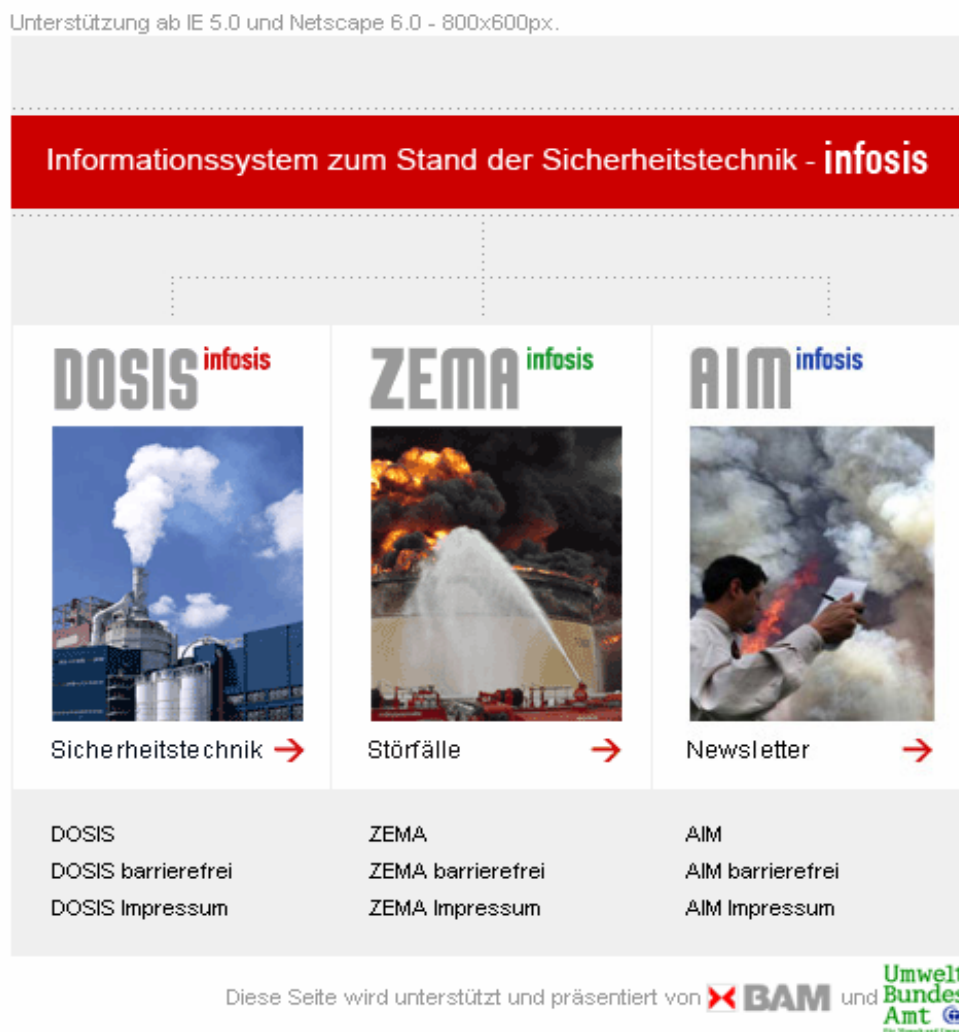 Unterstützung ab IE 5.0 und Netscape 6.0 - 800x600px.
Informationssystem zum Stand der Sicherheitstechnik - infosis
DOSIS infosis
ZEMA infosis
AIM infosis
Sicherheitstechnik
Störfälle
Newsletter
DOSIS
ZEMA
AIM
DOSIS barrierefrei
ZEMA barrierefrei
AIM barrierefrei
DOSIS Impressum
ZEMA Impressum
AIM Impressum
Diese Seite wird unterstützt und präsentiert von BAM und
Umwelt
Bundes
Amt